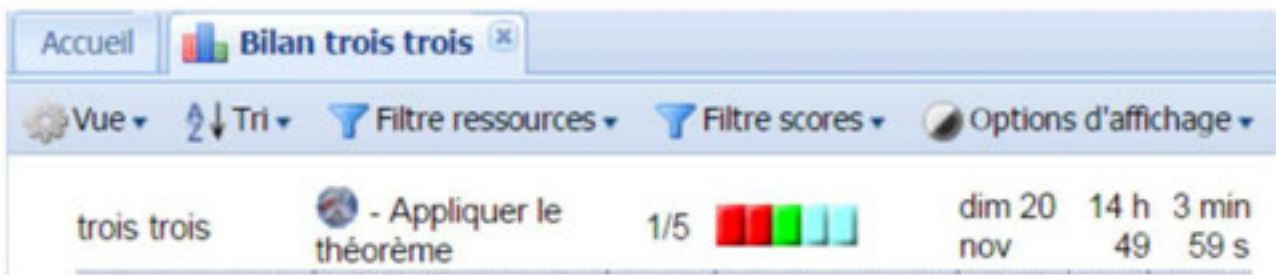 Accueil Bilan trois trois
Vue Tri Filtre ressources Filtre scores Options d'affichage
trois trois - Appliquer le théorème 1/5 dim 20 nov 14 h 49 3 min 59 s